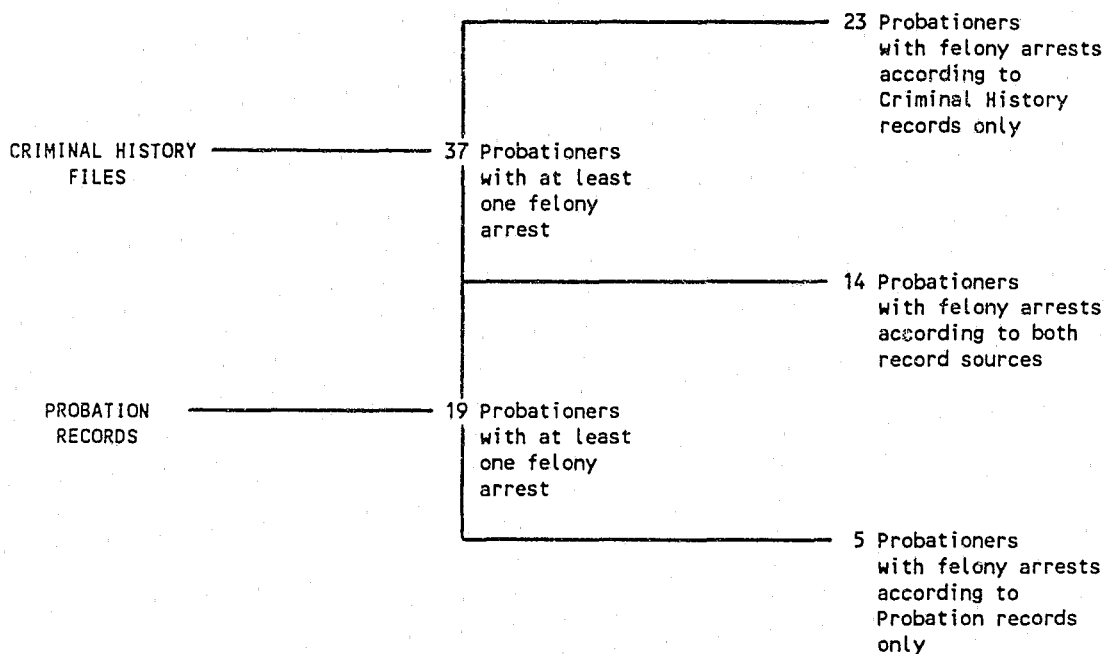 23 Probationers
with felony arrests
according to
Criminal History
records only
CRIMINAL HISTORY
FILES
37 Probationers
with at least
one felony
arrest
14 Probationers
with felony arrests
according to both
record sources
PROBATION
RECORDS
19 Probationers
with at least
one felony
arrest
5 Probationers
with felony arrests
according to
Probation records
only